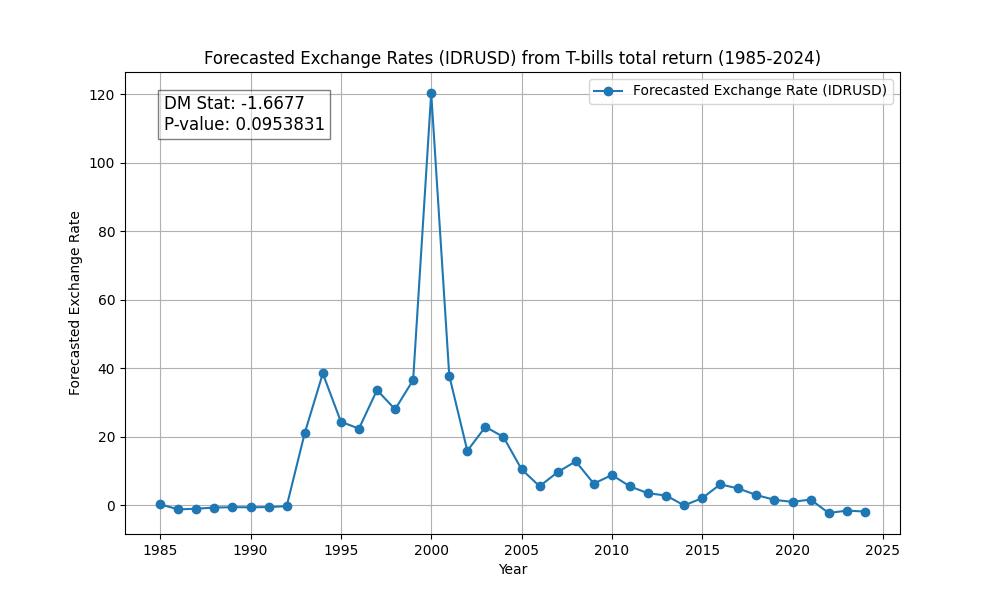 Forecasted Exchange Rates (IDRUSD) from T-bills total return (1985-2024)
DM Stat: -1.6677
P-value: 0.0953831
Forecasted Exchange Rate (IDRUSD)
Forecasted Exchange Rate
120
100
80
60
40
20
0
1985 1990 1995 2000 2005 2010 2015 2020 2025
Year